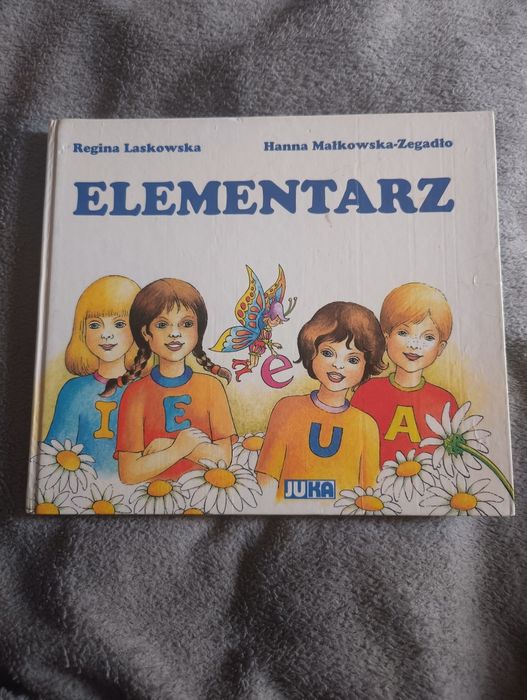 Regina Laskowska Hanna Małkowska-Zegadło
ELEMENTARZ
e
I E U A
JUKA